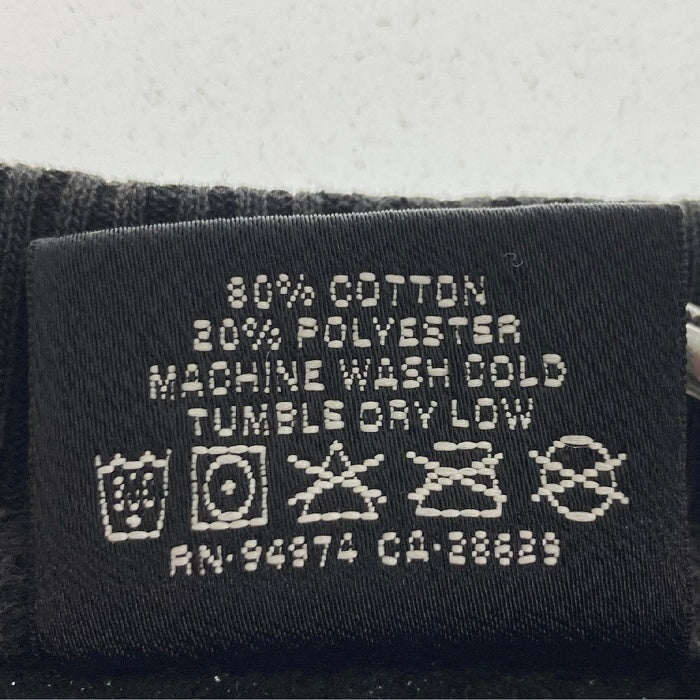 80% COTTON
20% POLYESTER
MACHINE WASH COLD
TUMBLE DRY LOW
RN·94974 CA·28629